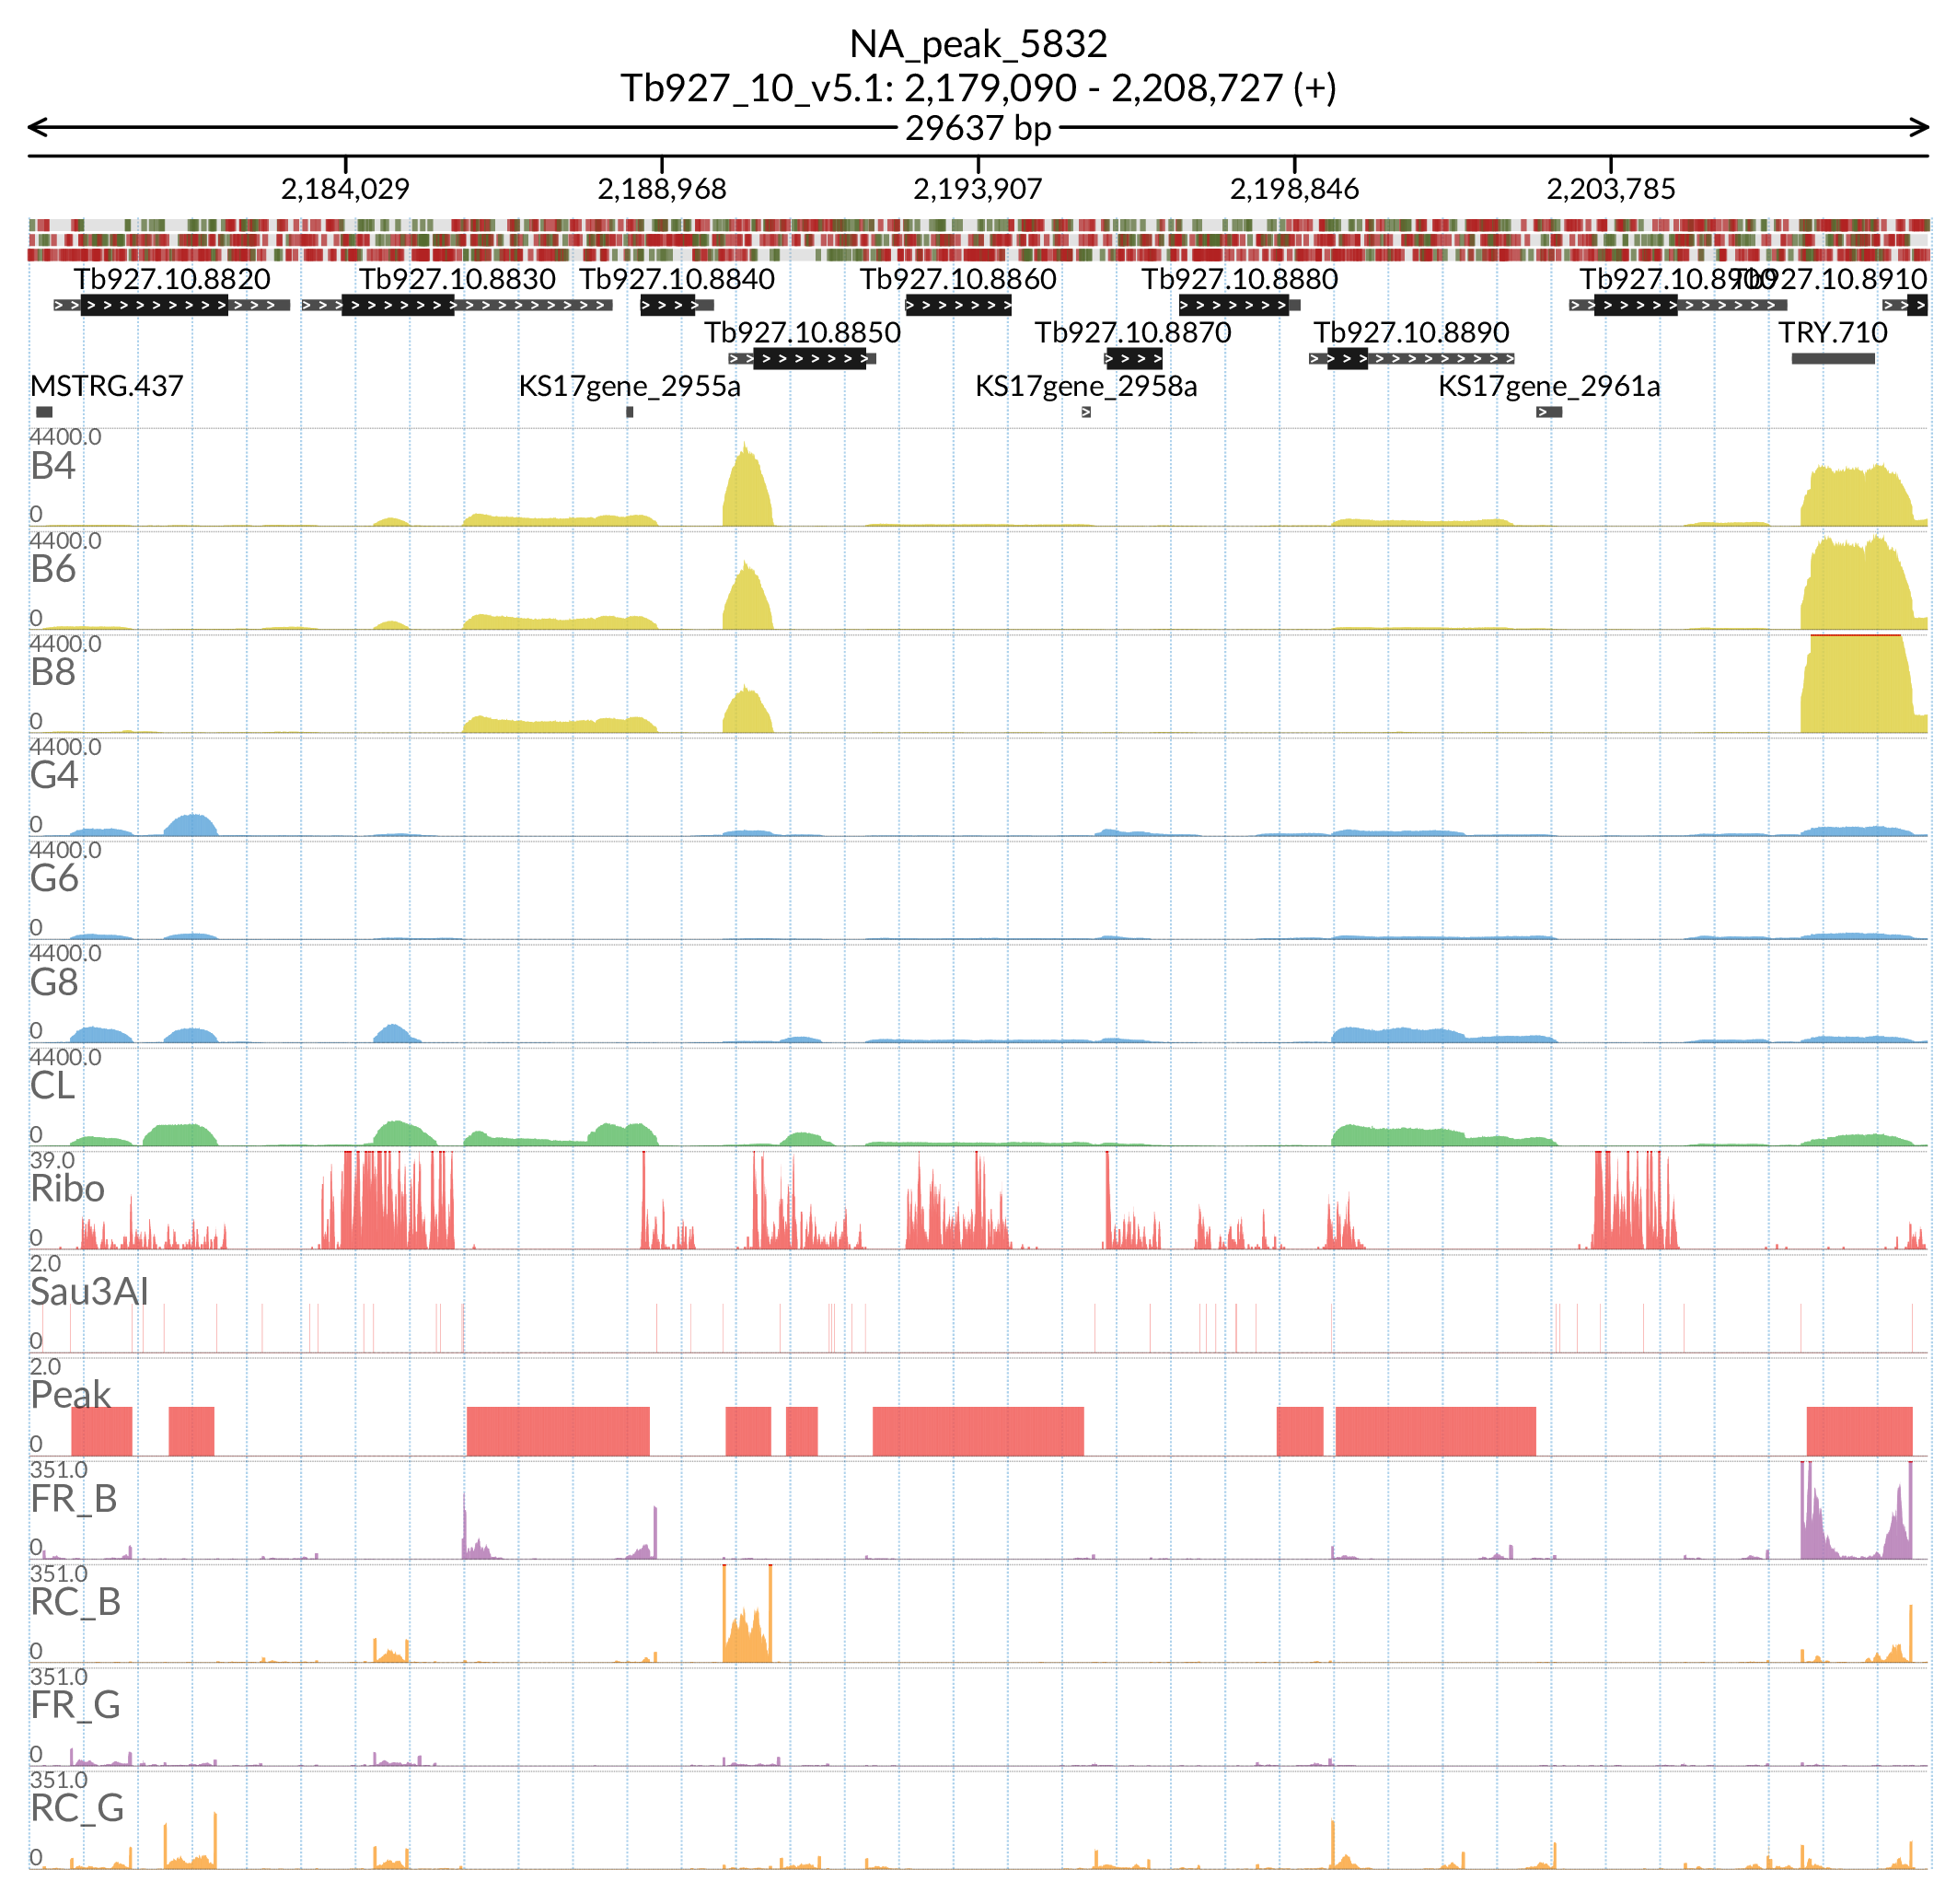 NA_peak_5832
Tb927_10_v5.1: 2,179,090 - 2,208,727 (+)
29637 bp
2,184,029 2,188,968 2,193,907 2,198,846 2,203,785
Tb927.10.8820 Tb927.10.8830 Tb927.10.8840 Tb927.10.8860 Tb927.10.8880 Tb927.10.8900 Tb927.10.8910
Tb927.10.8850 Tb927.10.8870 Tb927.10.8890 TRY.710
MSTRG.437 KS17gene_2955a KS17gene_2958a KS17gene_2961a
4400.0
B4
0
4400.0
B6
0
4400.0
B8
0
4400.0
G4
0
4400.0
G6
0
4400.0
G8
0
4400.0
CL
0
39.0
Ribo
0
2.0
Sau3AI
0
2.0
Peak
0
351.0
FR_B
0
351.0
RC_B
0
351.0
FR_G
0
351.0
RC_G
0